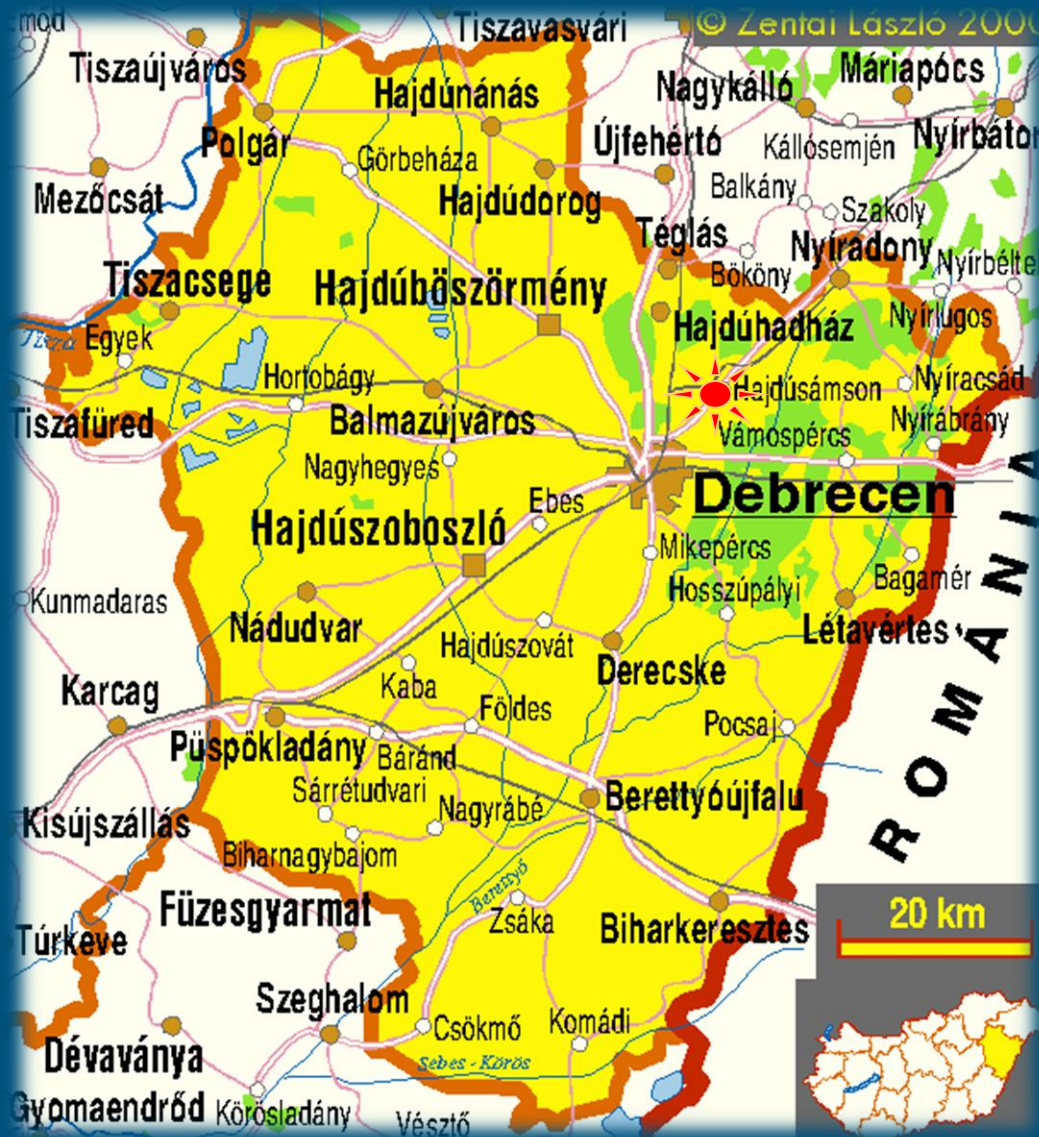 Tiszavasvári
© Zentai László 200
Tiszaújváros
Hajdúnánás
Nagykálló
Máriapócs
Polgár
Görbeháza
Újfehértó
Kállósemjén
Nyírbátor
Mezőcsát
Hajdúdorog
Balkány
Szakoly
Téglás
Nyíradony
Tiszacsege
Hajdúböszörmény
Bököny
Nyírbélte
Egyek
Hajdúhadház
Nyírlugos
Tisza
Hortobágy
Hajdúsámson
Nyíracsád
Tiszafüred
Balmazújváros
Vámospércs
Nyírábrány
Nagyhegyes
Ebes
Debrecen
Hajdúszoboszló
Mikepércs
Hosszúpályi
Bagamér
Kunmadaras
Nádudvar
Hajdúszovát
Létavértes
ROMÁNIA
Karcag
Kaba
Derecske
Földes
Pocsaj
Püspökladány
Báránd
Sárrétudvari
Nagyrábé
Berettyóújfalu
Kisújszállás
Biharnagybajom
Berettyó
Füzesgyarmat
Zsáka
Biharkeresztes
20 km
Túrkeve
Szeghalom
Csökmő
Komádi
Dévaványa
Sebes - Körös
Gyomaendrőd
Körösladány
Vésztő